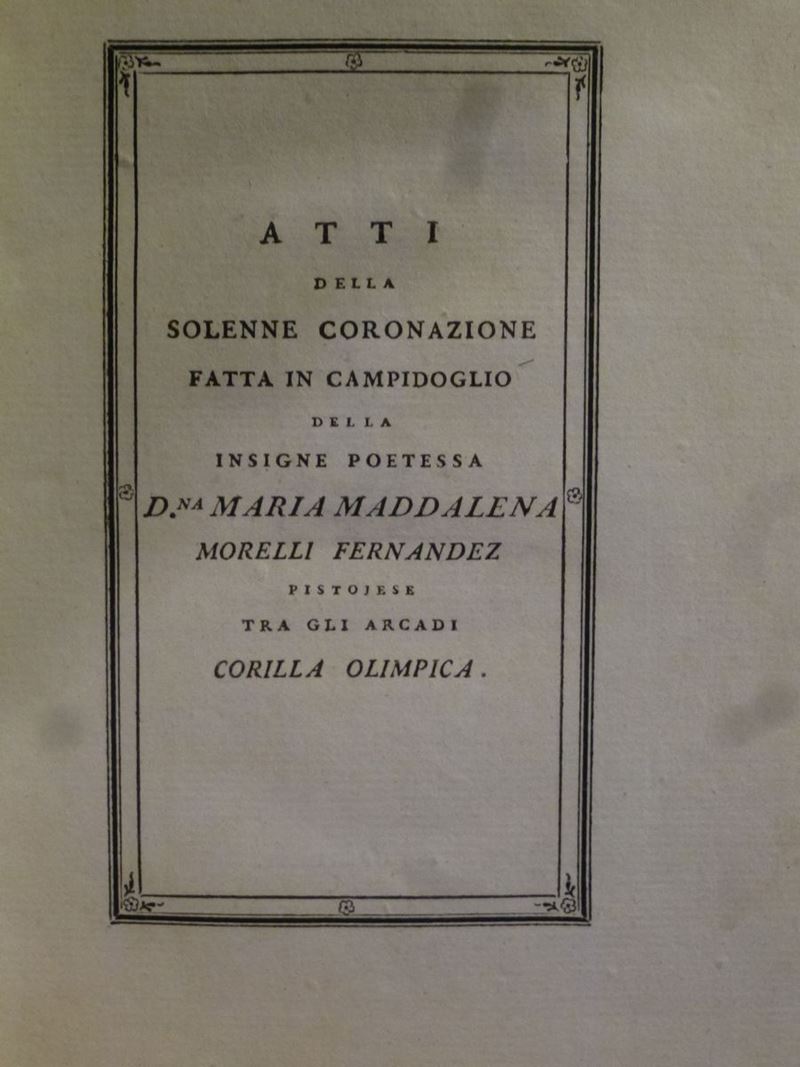 ATTI
DELLA
SOLENNE CORONAZIONE
FATTA IN CAMPIDOGLIO
DELLA
INSIGNE POETESSA
D.NA MARIA MADDALENA
MORELLI FERNANDEZ
PISTOJESE
TRA GLI ARCADI
CORILLA OLIMPICA.